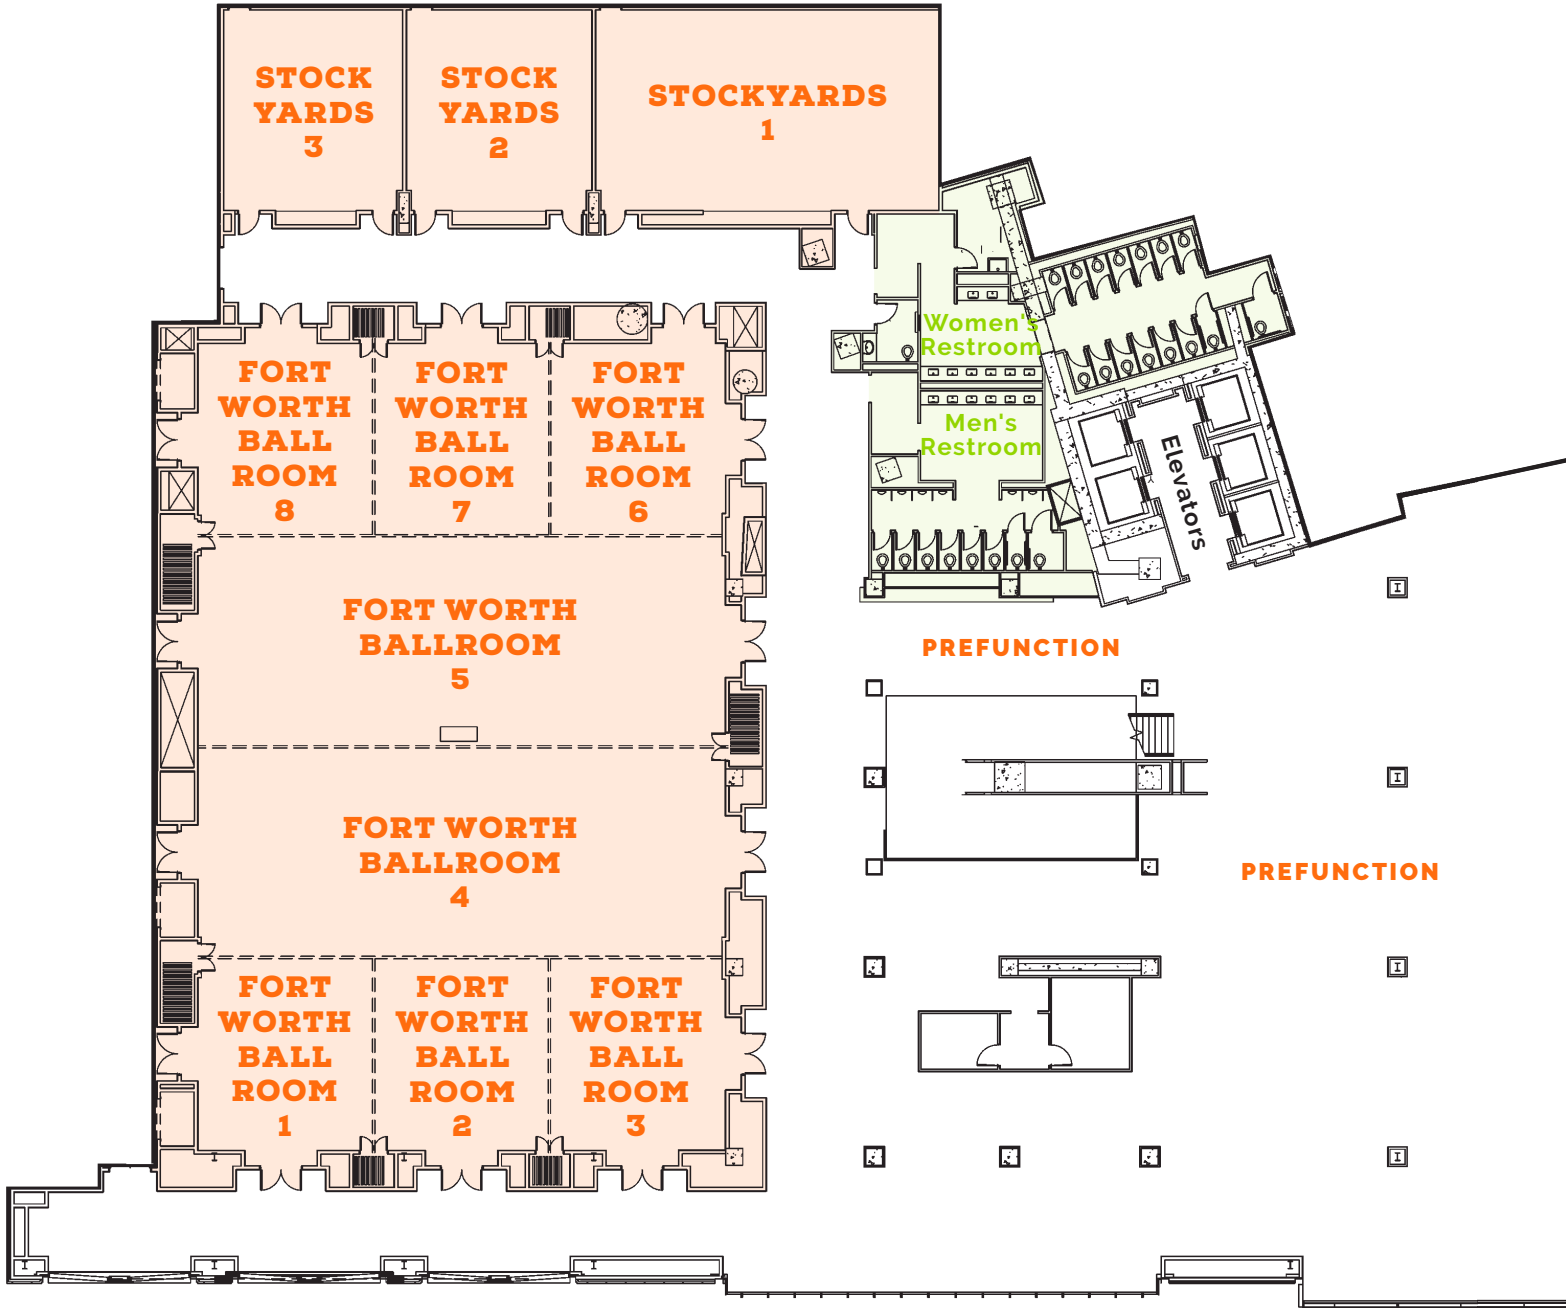 STOCK
YARDS
3
STOCK
YARDS
2
STOCKYARDS
1
Women's
Restroom
Men's
Restroom
Elevators
FORT
WORTH
BALL
ROOM
8
FORT
WORTH
BALL
ROOM
7
FORT
WORTH
BALL
ROOM
6
FORT WORTH
BALLROOM
5
PREFUNCTION
FORT WORTH
BALLROOM
4
PREFUNCTION
FORT
WORTH
BALL
ROOM
1
FORT
WORTH
BALL
ROOM
2
FORT
WORTH
BALL
ROOM
3